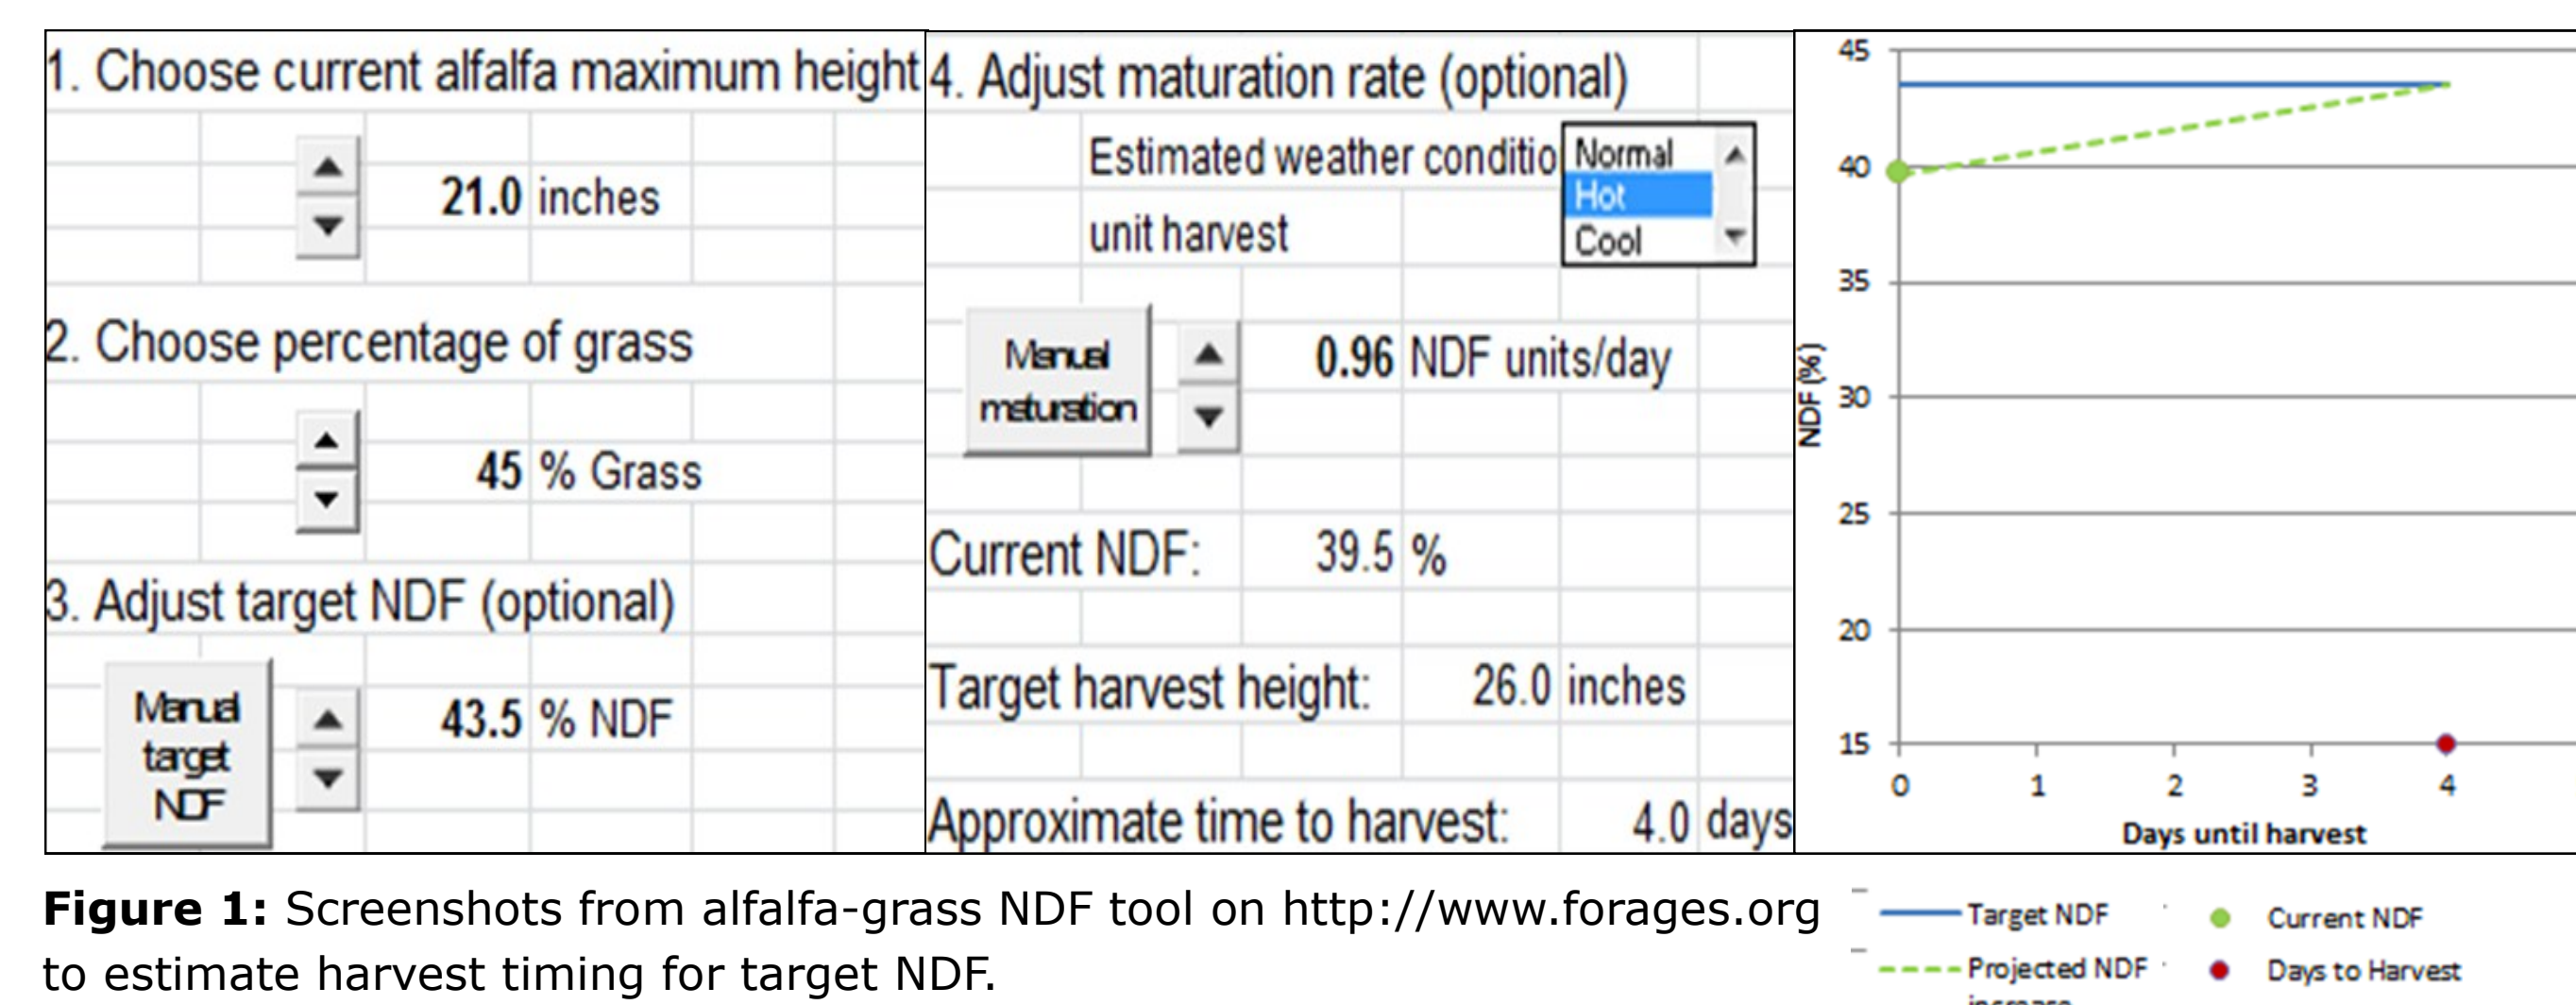 1. Choose current alfalfa maximum height
21.0 inches
2. Choose percentage of grass
45 % Grass
3. Adjust target NDF (optional)
Manual
target
NDF
43.5 % NDF
4. Adjust maturation rate (optional)
Estimated weather conditio
unit harvest
Normal
Hot
Cool
Manual
maturation
0.96 NDF units/day
Current NDF: 39.5 %
Target harvest height: 26.0 inches
Approximate time to harvest: 4.0 days
NDF (%)
45
40
35
30
25
20
15
0 1 2 3 4
Days until harvest
Target NDF
Current NDF
Projected NDF
increase
Days to Harvest
Figure 1: Screenshots from alfalfa-grass NDF tool on http://www.forages.org
to estimate harvest timing for target NDF.